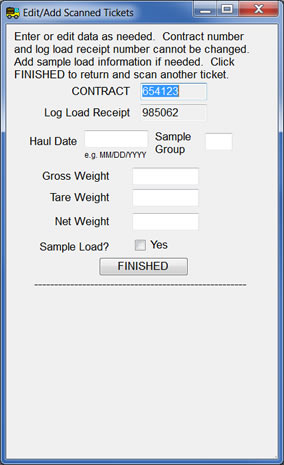 Edit/Add Scanned Tickets
Enter or edit data as needed. Contract number
and log load receipt number cannot be changed.
Add sample load information if needed. Click
FINISHED to return and scan another ticket.
CONTRACT 654123
Log Load Receipt 985062
Haul Date Sample
Group
e.g. MM/DD/YYYY
Gross Weight
Tare Weight
Net Weight
Sample Load? Yes
FINISHED